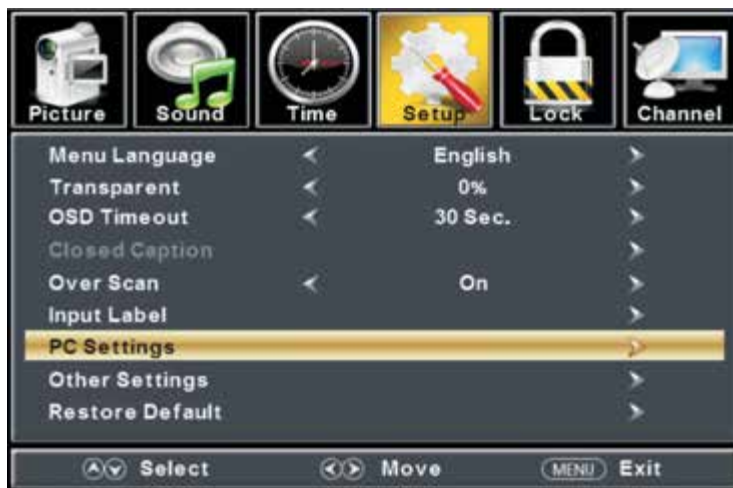 Picture Sound Time Setup Lock Channel
Menu Language English
Transparent 0%
OSD Timeout 30 Sec.
Closed Caption
Over Scan On
Input Label
PC Settings
Other Settings
Restore Default
Select Move MENU Exit